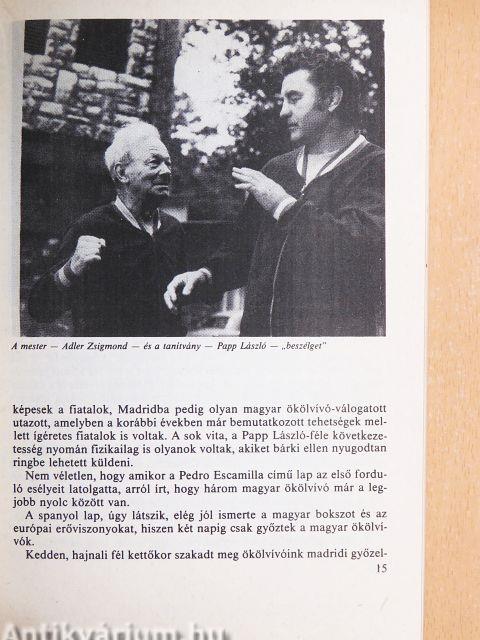 A mester — Adler Zsigmond — és a tanítvány — Papp László — „beszélget”
képesek a fiatalok, Madridba pedig olyan magyar ökölvívó-válogatott
utazott, amelyben a korábbi években már bemutatkozott tehetségek mel-
lett ígéretes fiatalok is voltak. A sok vita, a Papp László-féle következe-
tesség nyomán fizikailag is olyanok voltak, akiket bárki ellen nyugodtan
ringbe lehetett küldeni.
Nem véletlen, hogy amikor a Pedro Escamilla című lap az első fordu-
ló esélyeit latolgatta, arról írt, hogy három magyar ökölvívó már a leg-
jobb nyolc között van.
A spanyol lap, úgy látszik, elég jól ismerte a magyar bokszot és az
európai erőviszonyokat, hiszen két napig csak győztek a magyar ökölví-
vók.
Kedden, hajnali fél kettőkor szakadt meg ökölvívóink madridi győzel-
15
Antikvárium.hu